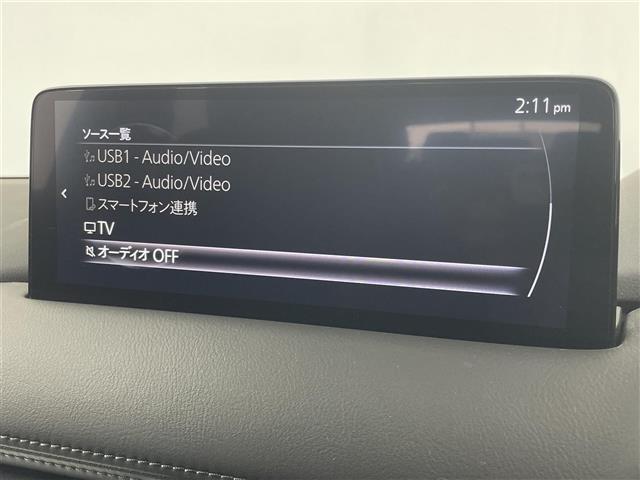 2:11 pm
ソース一覧
USB1 - Audio/Video
USB2 - Audio/Video
スマートフォン連携
TV
オーディオ OFF